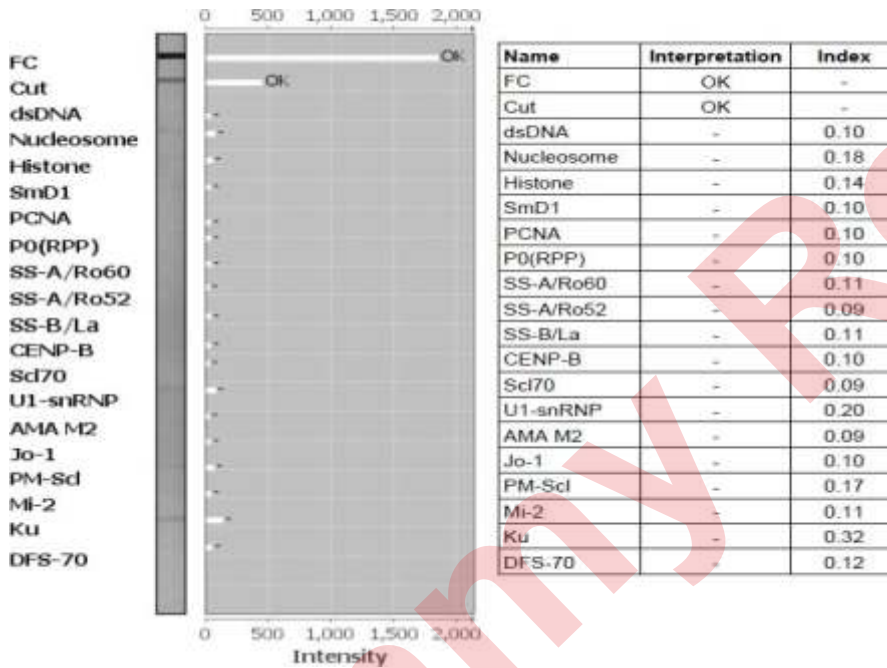 0 500 1,000 1,500 2,000
FC
Cut
dsDNA
Nucleosome
Histone
SmD1
PCNA
P0(RPP)
SS-A/Ro60
SS-A/Ro52
SS-B/La
CENP-B
Scl70
U1-snRNP
AMA M2
Jo-1
PM-Scl
Mi-2
Ku
DFS-70
OK
OK
0 500 1,000 1,500 2,000
Intensity
Name Interpretation Index
FC OK -
Cut OK -
dsDNA - 0.10
Nucleosome - 0.18
Histone - 0.14
SmD1 - 0.10
PCNA - 0.10
P0(RPP) - 0.10
SS-A/Ro60 - 0.11
SS-A/Ro52 - 0.09
SS-B/La - 0.11
CENP-B - 0.10
Scl70 - 0.09
U1-snRNP - 0.20
AMA M2 - 0.09
Jo-1 - 0.10
PM-Scl - 0.17
Mi-2 - 0.11
Ku - 0.32
DFS-70 - 0.12